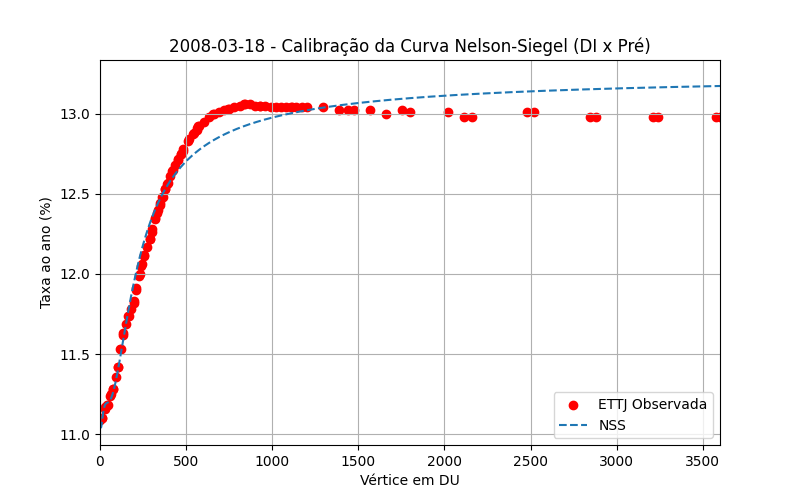 2008-03-18 - Calibração da Curva Nelson-Siegel (DI x Pré)
13.0
12.5
12.0
11.5
11.0
Taxa ao ano (%)
0 500 1000 1500 2000 2500 3000 3500
Vértice em DU
ETTJ Observada
NSS